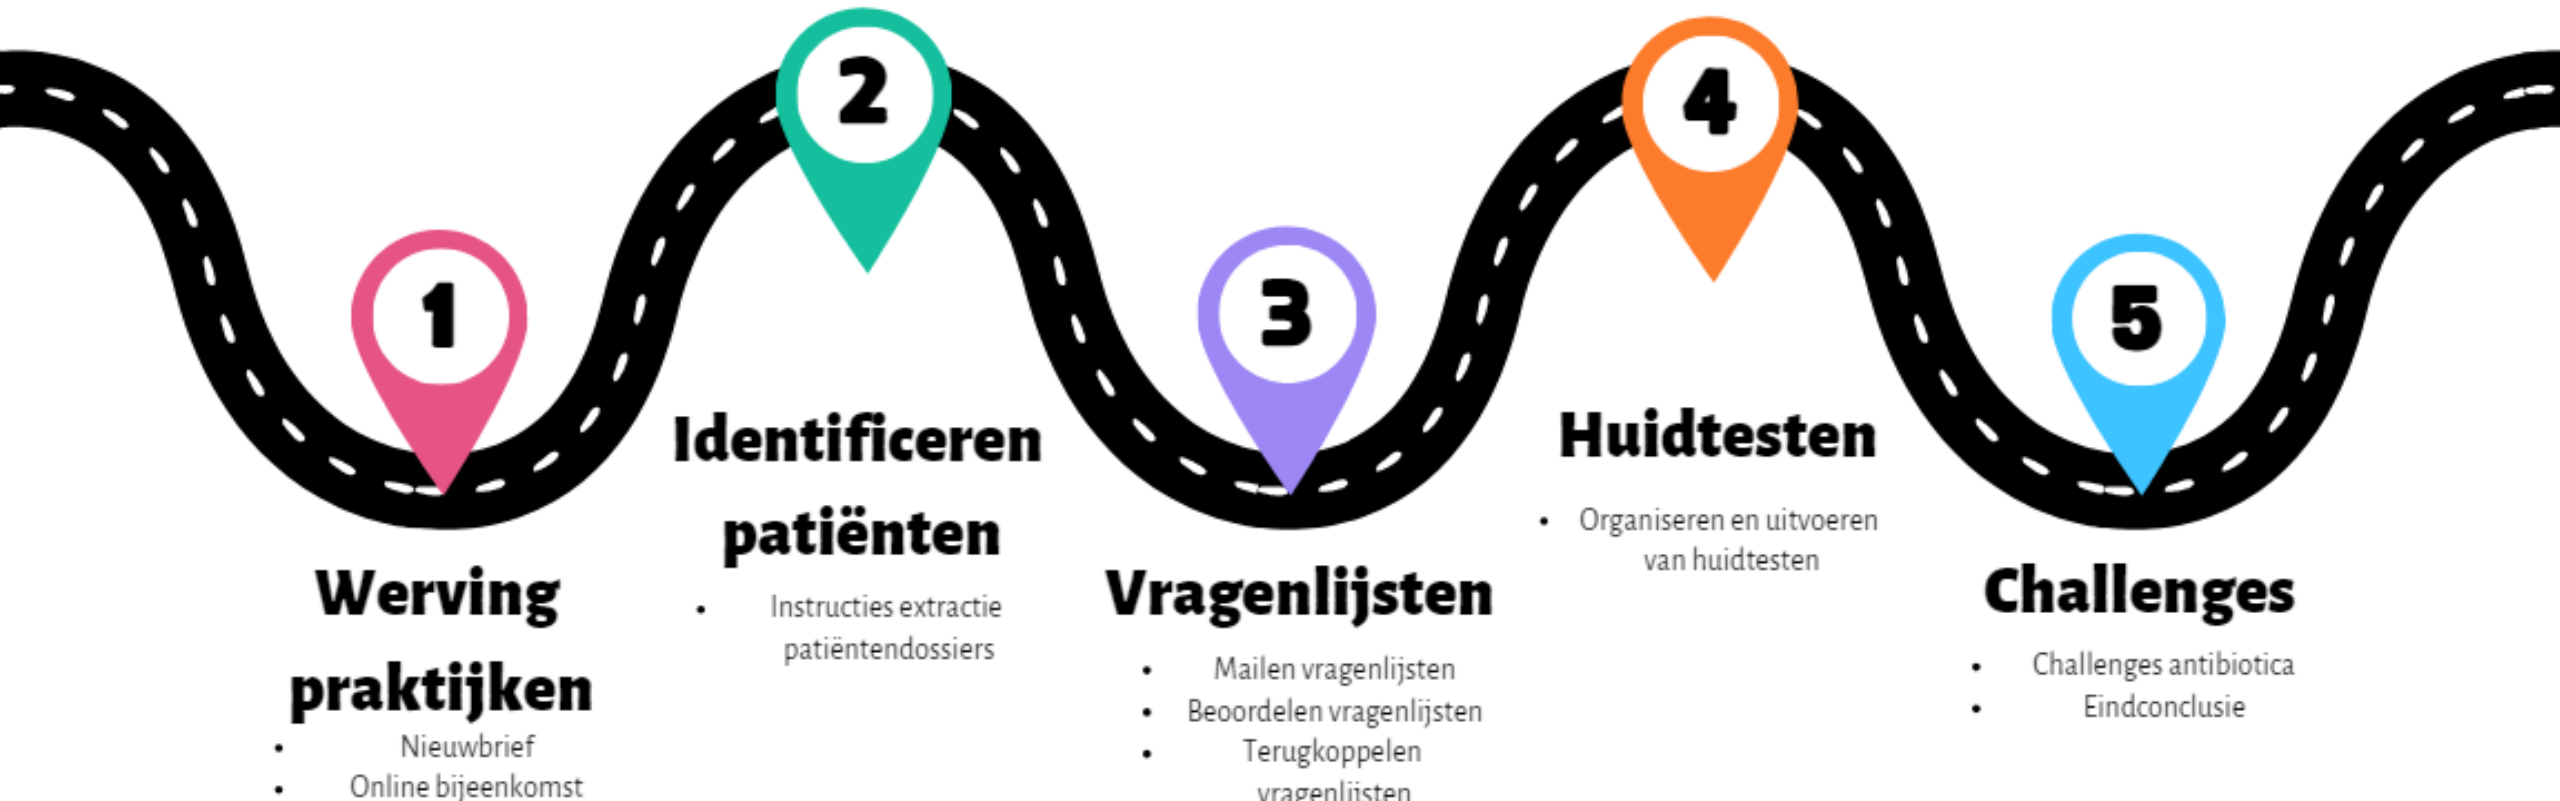 1
Werving
praktijken
• Nieuwbrief
• Online bijeenkomst
2
Identificeren
patiënten
• Instructies extractie
patiëntendossiers
3
Vragenlijsten
• Mailen vragenlijsten
• Beoordelen vragenlijsten
• Terugkoppelen
vragenlijsten
4
Huidtesten
• Organiseren en uitvoeren
van huidtesten
5
Challenges
• Challenges antibiotica
• Eindconclusie